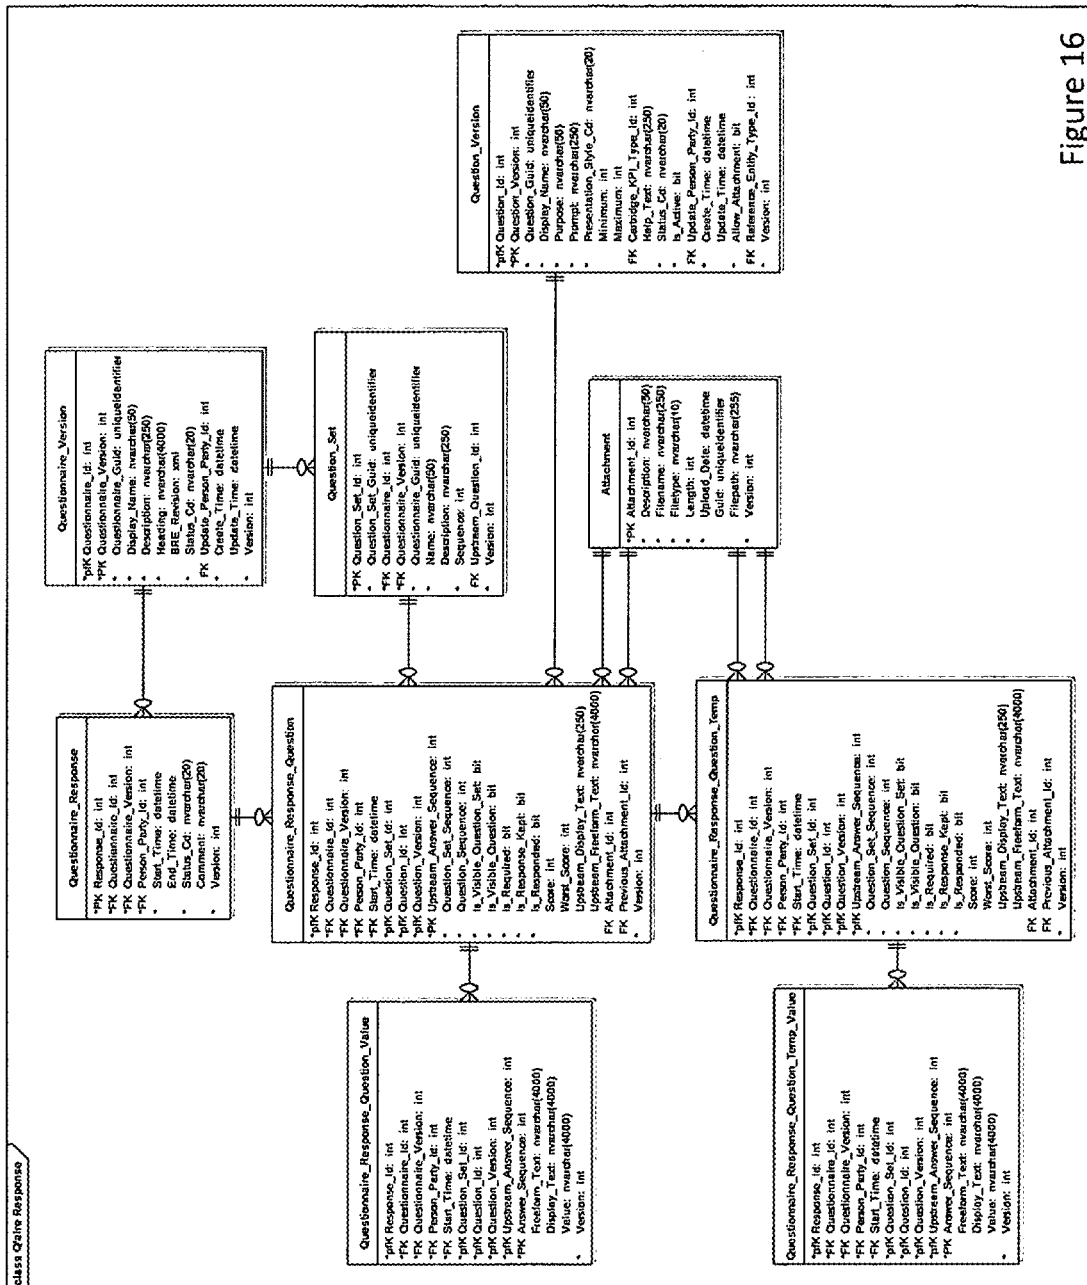 class Q'aire Response
Questionnaire_Version
*pfK Questionnaire_Id: int
*PK Questionnaire_Version: int
* Questionnaire_Guid: uniqueidentifier
* Display_Name: nvarchar(50)
* Description: nvarchar(250)
* Heading: nvarchar(4000)
BRE_Revision: xml
* Status_Cd: nvarchar(20)
FK Update_Person_Party_Id: int
* Create_Time: datetime
Update_Time: datetime
* Version: int
Question_Version
*pfK Question_Id: int
*PK Question_Version: int
* Question_Guid: uniqueidentifier
* Display_Name: nvarchar(50)
* Purpose: nvarchar(50)
* Prompt: nvarchar(250)
* Presentation_Style_Cd: nvarchar(20)
Minimum: int
Maximum: int
FK Cartridge_KPI_Type_Id: int
Help_Text: nvarchar(250)
* Status_Cd: nvarchar(20)
* Is_Active: bit
FK Update_Person_Party_Id: int
* Create_Time: datetime
Update_Time: datetime
* Allow_Attachment: bit
FK Reference_Entity_Type_Id: int
* Version: int
Question_Set
*PK Question_Set_Id: int
* Question_Set_Guid: uniqueidentifier
*FK Questionnaire_Id: int
*FK Questionnaire_Version: int
* Questionnaire_Guid: uniqueidentifier
Name: nvarchar(50)
Description: nvarchar(250)
* Sequence: int
FK Upstream_Question_Id: int
* Version: int
Questionnaire_Response
*PK Response_Id: int
*FK Questionnaire_Id: int
*FK Questionnaire_Version: int
*FK Person_Party_Id: int
* Start_Time: datetime
End_Time: datetime
* Status_Cd: nvarchar(20)
Comment: nvarchar(20)
* Version: int
Attachment
*PK Attachment_Id: int
* Description: nvarchar(50)
* Filename: nvarchar(250)
* Filetype: nvarchar(10)
* Length: int
* Upload_Date: datetime
Guid: uniqueidentifier
Filepath: nvarchar(255)
* Version: int
Questionnaire_Response_Question
*pfK Response_Id: int
*FK Questionnaire_Id: int
*FK Questionnaire_Version: int
*FK Person_Party_Id: int
*FK Start_Time: datetime
*pfK Question_Set_Id: int
*pfK Question_Id: int
*pfK Question_Version: int
*PK Upstream_Answer_Sequence: int
* Question_Set_Sequence: int
* Question_Sequence: int
* Is_Visible_Question_Set: bit
* Is_Visible_Question: bit
* Is_Required: bit
* Is_Response_Kept: bit
* Is_Responded: bit
Score: int
Worst_Score: int
Upstream_Display_Text: nvarchar(250)
Upstream_Freeform_Text: nvarchar(4000)
FK Attachment_Id: int
FK Previous_Attachment_Id: int
* Version: int
Questionnaire_Response_Question_Temp
*pfK Response_Id: int
*FK Questionnaire_Id: int
*FK Questionnaire_Version: int
*FK Person_Party_Id: int
*FK Start_Time: datetime
*pfK Question_Set_Id: int
*pfK Question_Id: int
*pfK Question_Version: int
*pfK Upstream_Answer_Sequence: int
* Question_Set_Sequence: int
* Question_Sequence: int
* Is_Visible_Question_Set: bit
* Is_Visible_Question: bit
* Is_Required: bit
* Is_Response_Kept: bit
* Is_Responded: bit
Score: int
Worst_Score: int
Upstream_Display_Text: nvarchar(250)
Upstream_Freeform_Text: nvarchar(4000)
FK Attachment_Id: int
FK Previous_Attachment_Id: int
* Version: int
Questionnaire_Response_Question_Value
*pfK Response_Id: int
*FK Questionnaire_Id: int
*FK Questionnaire_Version: int
*FK Person_Party_Id: int
*FK Start_Time: datetime
*pfK Question_Set_Id: int
*pfK Question_Id: int
*pfK Question_Version: int
*pfK Upstream_Answer_Sequence: int
*PK Answer_Sequence: int
Freeform_Text: nvarchar(4000)
Display_Text: nvarchar(4000)
Value: nvarchar(4000)
* Version: int
Questionnaire_Response_Question_Temp_Value
*pfK Response_Id: int
*FK Questionnaire_Id: int
*FK Questionnaire_Version: int
*FK Person_Party_Id: int
*FK Start_Time: datetime
*pfK Question_Set_Id: int
*pfK Question_Id: int
*pfK Question_Version: int
*pfK Upstream_Answer_Sequence: int
*PK Answer_Sequence: int
Freeform_Text: nvarchar(4000)
Display_Text: nvarchar(4000)
Value: nvarchar(4000)
* Version: int
Figure 16